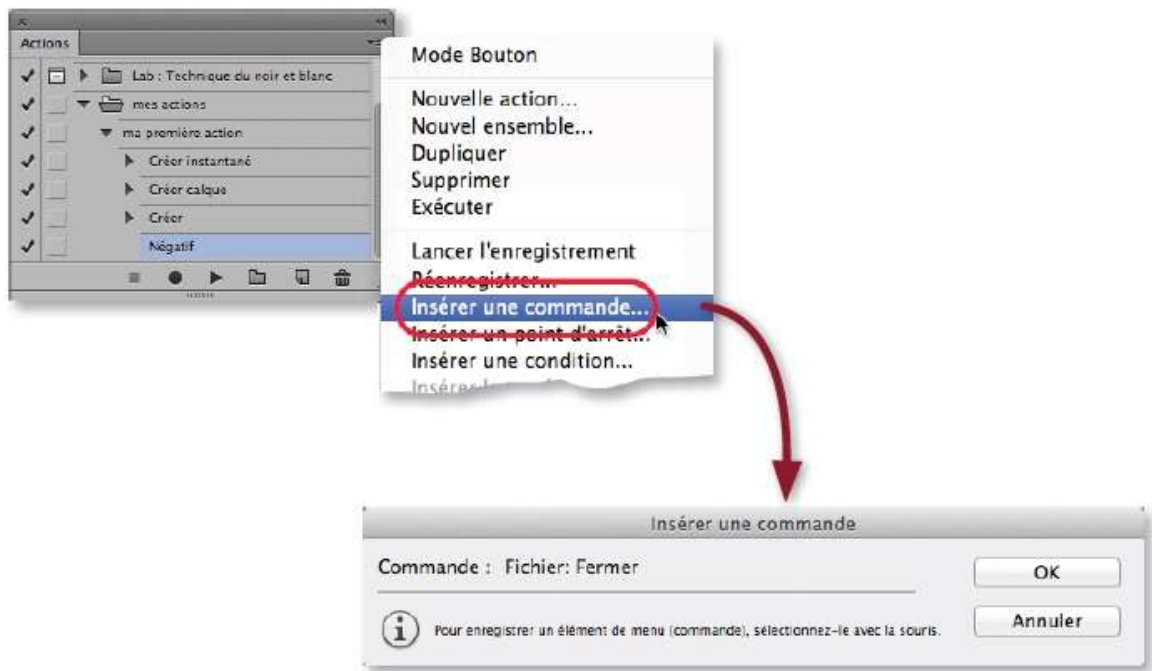 Actions
Lab : Technique du noir et blanc
mes actions
ma première action
Créer instantané
Créer calque
Créer
Négatif
Mode Bouton
Nouvelle action...
Nouvel ensemble...
Dupliquer
Supprimer
Exécuter
Lancer l'enregistrement
Réenregistrer...
Insérer une commande...
Insérer un point d'arrêt...
Insérer une condition...
Insérer
Insérer une commande
Commande : Fichier: Fermer
OK
Pour enregistrer un élément de menu (commande), sélectionnez-le avec la souris.
Annuler